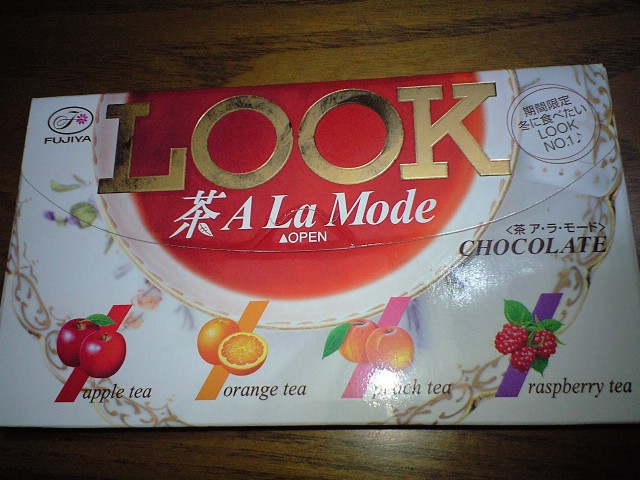 FUJIYA
LOOK
期間限定
冬に食べたい
LOOK
NO.1♪
茶 A La Mode
▲OPEN
<茶 ア・ラ・モード>
CHOCOLATE
apple tea
orange tea
peach tea
raspberry tea